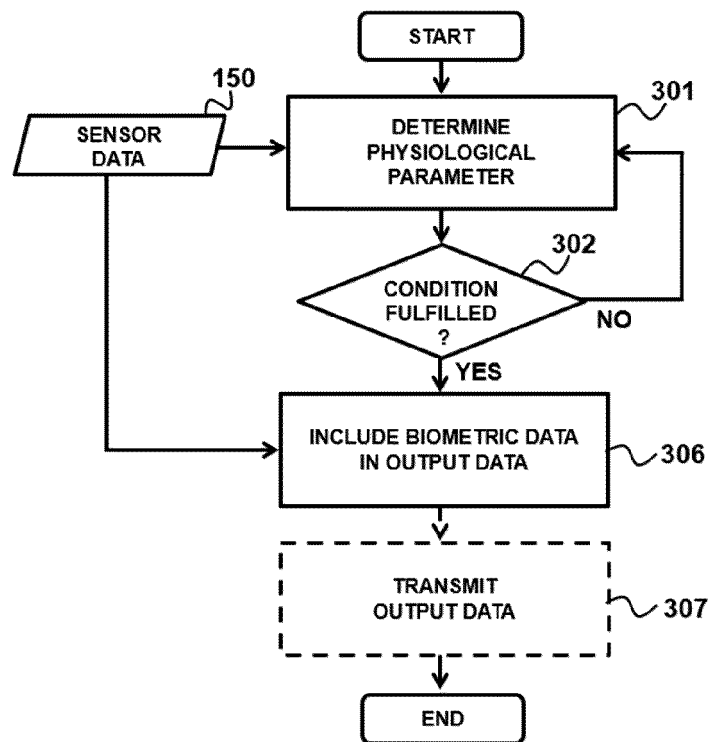 START
150
301
SENSOR
DATA
DETERMINE
PHYSIOLOGICAL
PARAMETER
302
CONDITION
FULFILLED
?
NO
YES
INCLUDE BIOMETRIC DATA
IN OUTPUT DATA
306
TRANSMIT
OUTPUT DATA
307
END